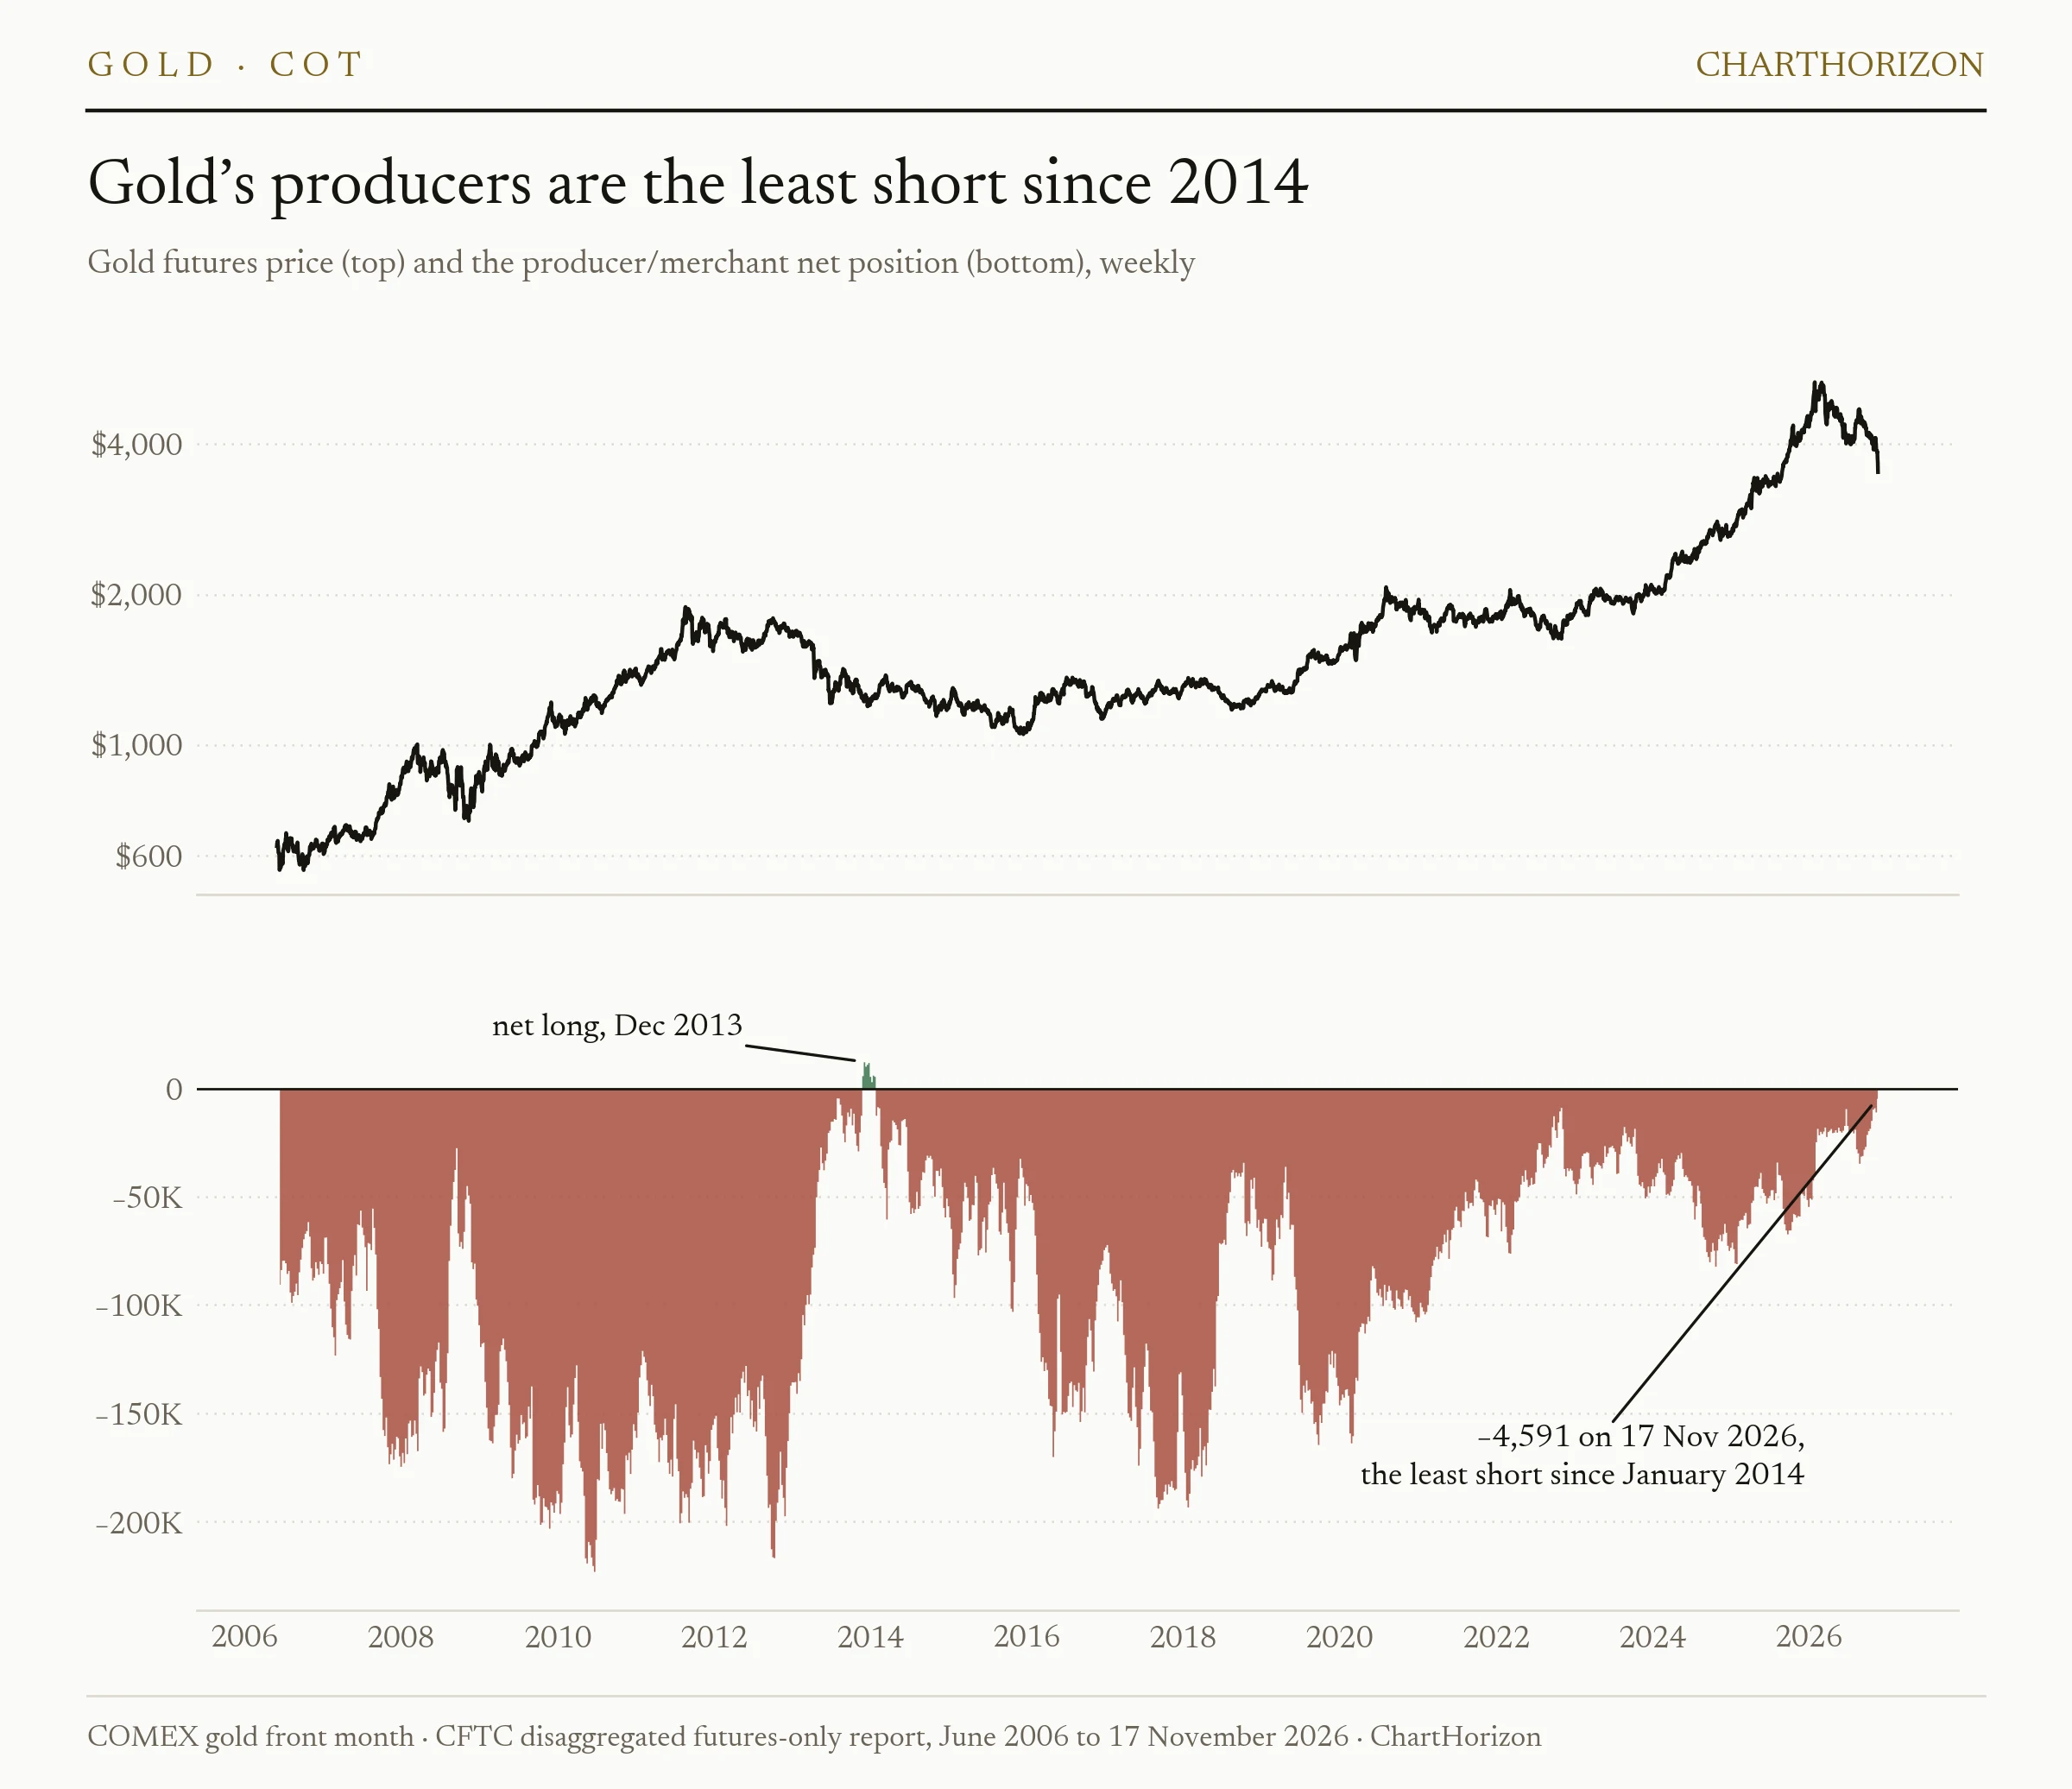 GOLD · COT
CHARTHORIZON
Gold’s producers are the least short since 2014
Gold futures price (top) and the producer/merchant net position (bottom), weekly
$4,000
$2,000
$1,000
$600
net long, Dec 2013
0
–50K
–100K
–150K
–200K
–4,591 on 17 Nov 2026,
the least short since January 2014
2006 2008 2010 2012 2014 2016 2018 2020 2022 2024 2026
COMEX gold front month · CFTC disaggregated futures-only report, June 2006 to 17 November 2026 · ChartHorizon